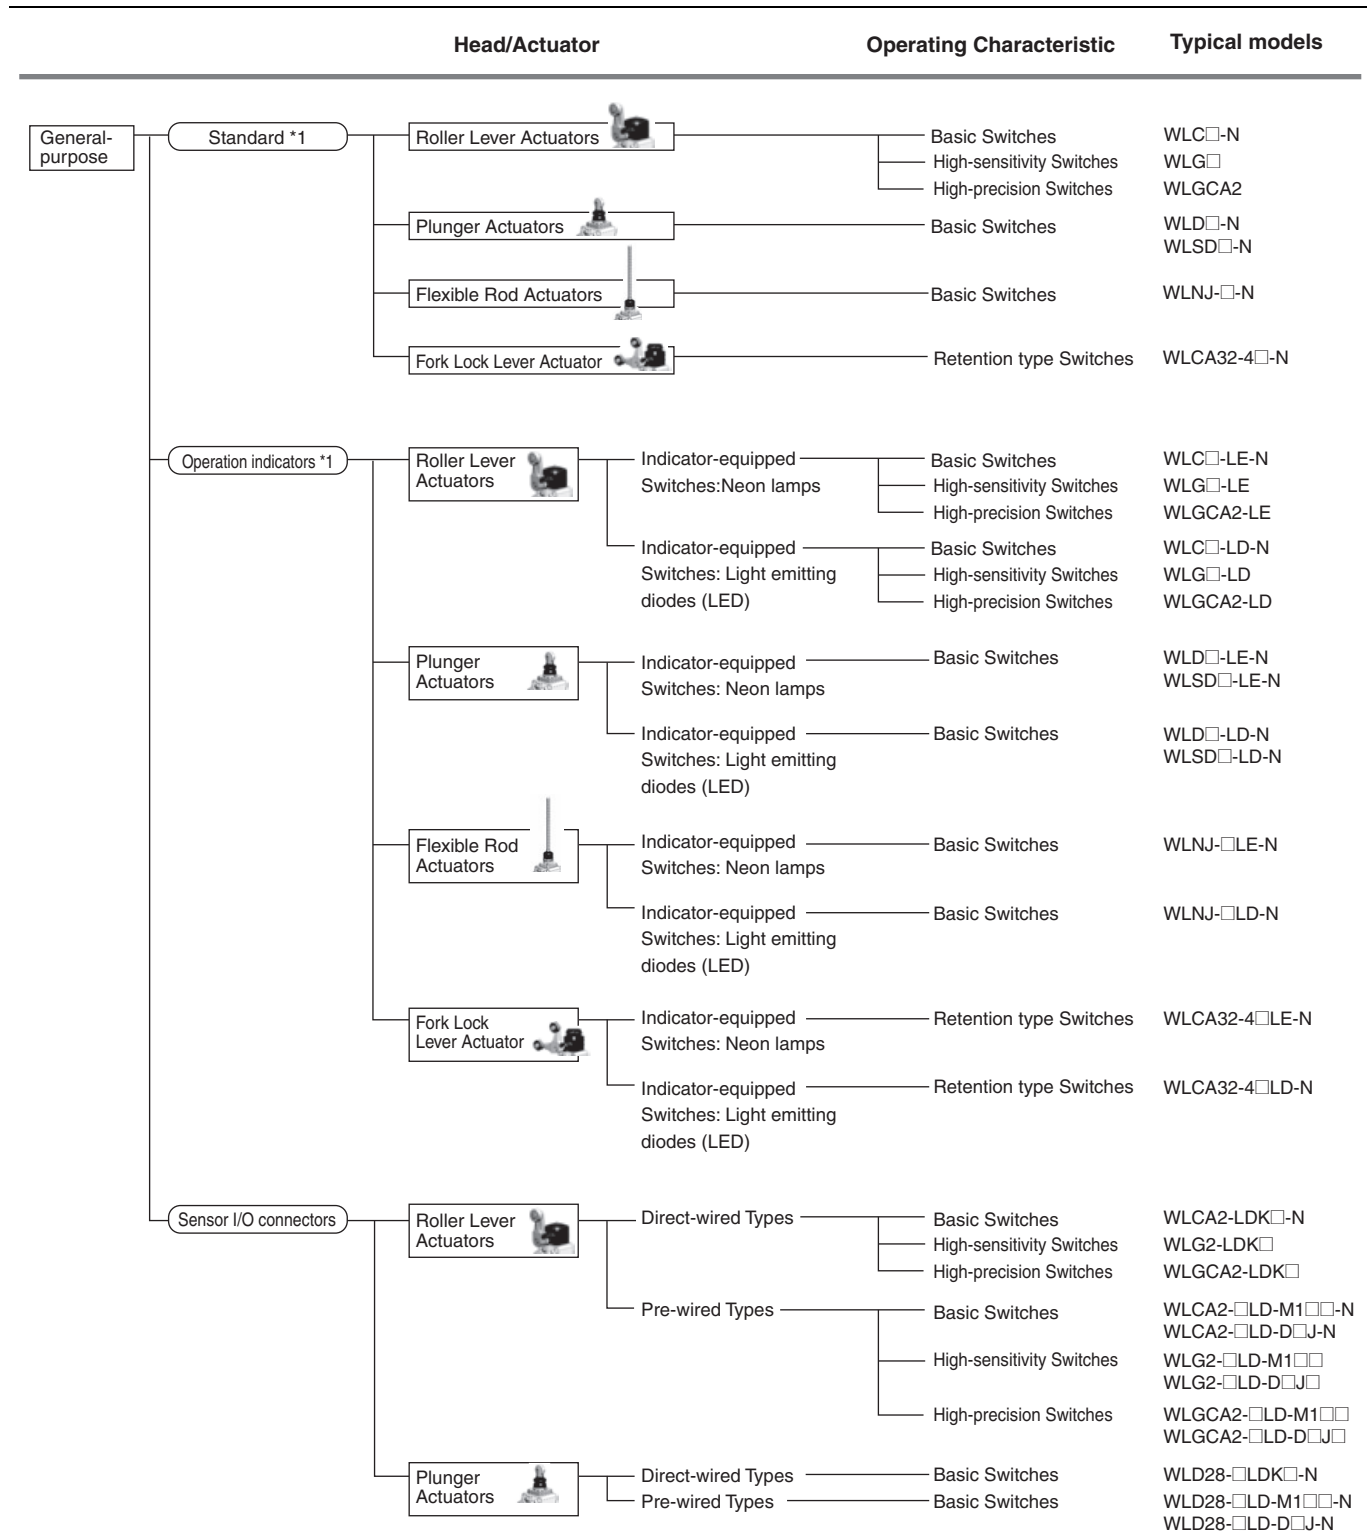 Head/Actuator Operating Characteristic Typical models
General-purpose
Standard *1
Roller Lever Actuators
Basic Switches WLC□-N
High-sensitivity Switches WLG□
High-precision Switches WLGCA2
Plunger Actuators
Basic Switches WLD□-N
WLSD□-N
Flexible Rod Actuators
Basic Switches WLNJ-□-N
Fork Lock Lever Actuator
Retention type Switches WLCA32-4□-N
Operation indicators *1
Roller Lever
Actuators
Indicator-equipped
Switches:Neon lamps
Basic Switches WLC□-LE-N
High-sensitivity Switches WLG□-LE
High-precision Switches WLGCA2-LE
Indicator-equipped
Switches: Light emitting
diodes (LED)
Basic Switches WLC□-LD-N
High-sensitivity Switches WLG□-LD
High-precision Switches WLGCA2-LD
Plunger
Actuators
Indicator-equipped
Switches: Neon lamps
Basic Switches WLD□-LE-N
WLSD□-LE-N
Indicator-equipped
Switches: Light emitting
diodes (LED)
Basic Switches WLD□-LD-N
WLSD□-LD-N
Flexible Rod
Actuators
Indicator-equipped
Switches: Neon lamps
Basic Switches WLNJ-□LE-N
Indicator-equipped
Switches: Light emitting
diodes (LED)
Basic Switches WLNJ-□LD-N
Fork Lock
Lever Actuator
Indicator-equipped
Switches: Neon lamps
Retention type Switches WLCA32-4□LE-N
Indicator-equipped
Switches: Light emitting
diodes (LED)
Retention type Switches WLCA32-4□LD-N
Sensor I/O connectors
Roller Lever
Actuators
Direct-wired Types
Basic Switches WLCA2-LDK□-N
High-sensitivity Switches WLG2-LDK□
High-precision Switches WLGCA2-LDK□
Pre-wired Types
Basic Switches WLCA2-□LD-M1□□-N
WLCA2-□LD-D□J-N
High-sensitivity Switches WLG2-□LD-M1□□
WLG2-□LD-D□J□
High-precision Switches WLGCA2-□LD-M1□□
WLGCA2-□LD-D□J□
Plunger
Actuators
Direct-wired Types Basic Switches WLD28-□LDK□-N
Pre-wired Types Basic Switches WLD28-□LD-M1□□-N
WLD28-□LD-D□J-N